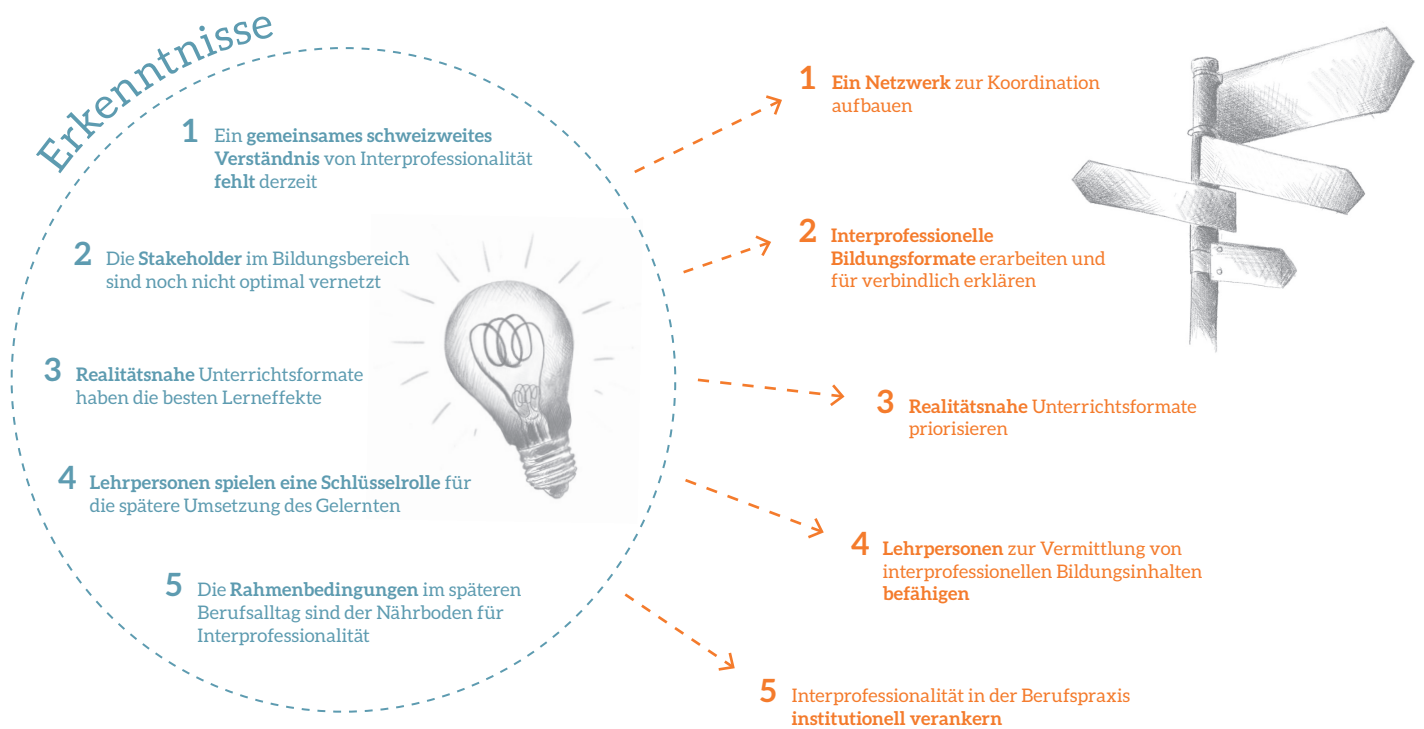 Erkenntnisse
1 Ein gemeinsames schweizweites
Verständnis von Interprofessionalität
fehlt derzeit
2 Die Stakeholder im Bildungsbereich
sind noch nicht optimal vernetzt
3 Realitätsnahe Unterrichtsformate
haben die besten Lerneffekte
4 Lehrpersonen spielen eine Schlüsselrolle für
die spätere Umsetzung des Gelernten
5 Die Rahmenbedingungen im späteren
Berufsalltag sind der Nährboden für
Interprofessionalität
1 Ein Netzwerk zur Koordination
aufbauen
2 Interprofessionelle
Bildungsformate erarbeiten und
für verbindlich erklären
3 Realitätsnahe Unterrichtsformate
priorisieren
4 Lehrpersonen zur Vermittlung von
interprofessionellen Bildungsinhalten
befähigen
5 Interprofessionalität in der Berufspraxis
institutionell verankern